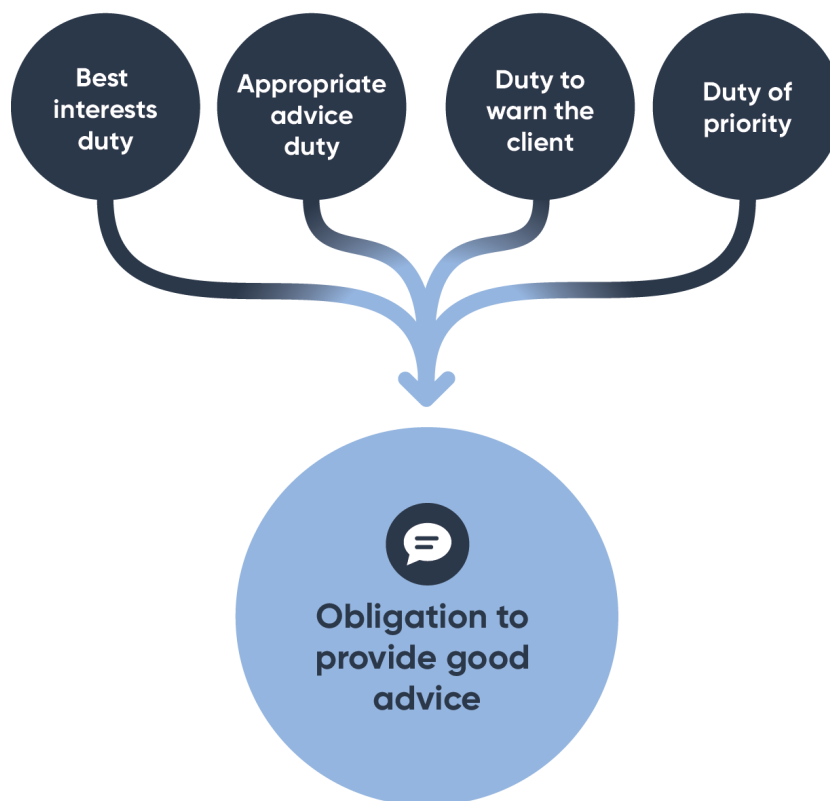 Best
interests
duty
Appropriate
advice
duty
Duty to
warn the
client
Duty of
priority
Obligation to
provide good
advice